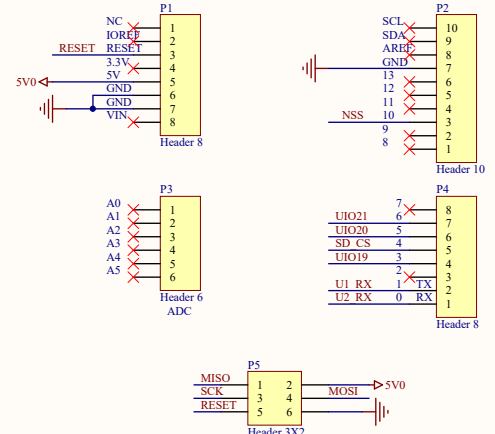 P1
NC 1
IOREF 2
RESET RESET 3
3.3V 4
5V0 5V 5
GND 6
GND 7
VIN 8
Header 8
P2
SCL 10
SDA 9
AREF 8
GND 7
13 6
12 5
11 4
NSS 10 3
9 2
8 1
Header 10
P3
A0 1
A1 2
A2 3
A3 4
A4 5
A5 6
Header 6
ADC
P4
7 8
UIO21 6 7
UIO20 5 6
SD_CS 4 5
UIO19 3 4
2 3
U1_RX 1 TX 2
U2_RX 0 RX 1
Header 8
P5
MISO 1 2 5V0
SCK 3 4 MOSI
RESET 5 6
Header 3X2